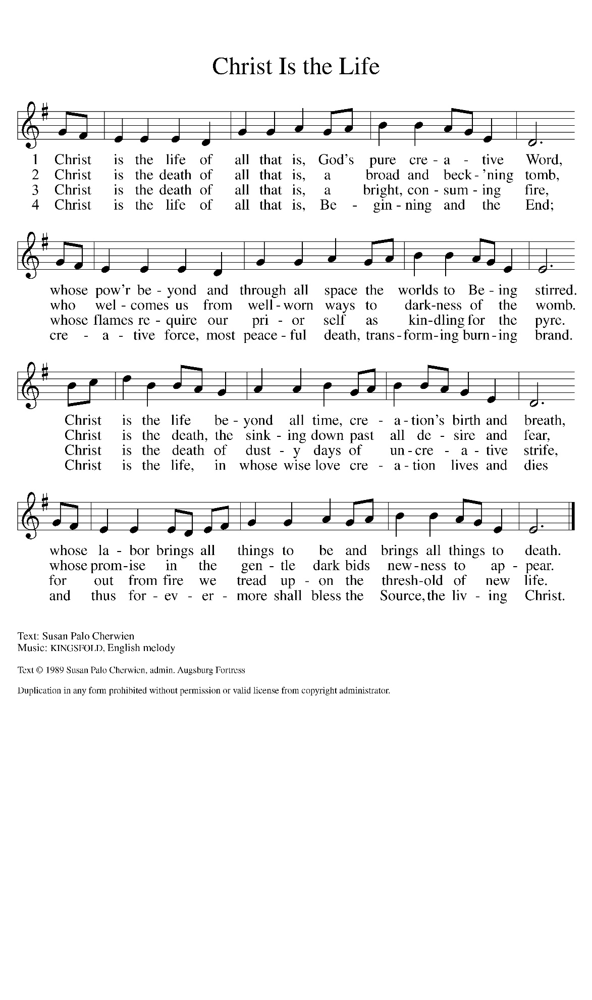 Christ Is the Life
1 Christ is the life of all that is, God's pure cre - a - tive Word,
2 Christ is the death of all that is, a broad and beck - 'ning tomb,
3 Christ is the death of all that is, a bright, con - sum - ing fire,
4 Christ is the life of all that is, Be - gin - ning and the End;
whose pow'r be - yond and through all space the worlds to Be - ing stirred.
who wel - comes us from well - worn ways to dark - ness of the womb.
whose flames re - quire our pri - or self as kin - dling for the pyre.
cre - a - tive force, most peace - ful death, trans - form - ing burn - ing brand.
Christ is the life be - yond all time, cre - a - tion's birth and breath,
Christ is the death, the sink - ing down past all de - sire and fear,
Christ is the death of dust - y days of un - cre - a - tive strife,
Christ is the life, in whose wise love cre - a - tion lives and dies
whose la - bor brings all things to be and brings all things to death.
whose prom - ise in the gen - tle dark bids new - ness to ap - pear.
for out from fire we tread up - on the thresh - old of new life.
and thus for - ev - er - more shall bless the Source, the liv - ing Christ.
Text: Susan Palo Cherwien
Music: KINGSFOLD, English melody
Text © 1989 Susan Palo Cherwien, admin. Augsburg Fortress
Duplication in any form prohibited without permission or valid license from copyright administrator.